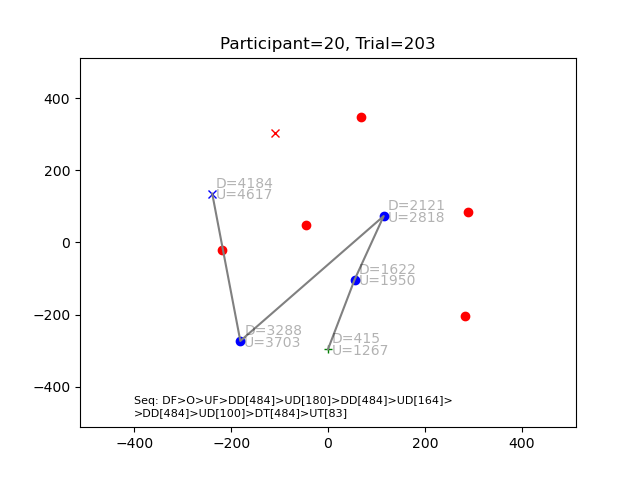 Participant=20, Trial=203
400
200
0
−200
−400
D=4184
U=4617
D=2121
U=2818
D=1622
U=1950
D=3288
U=3703
D=415
U=1267
Seq: DF>O>UF>DD[484]>UD[180]>DD[484]>UD[164]>
>DD[484]>UD[100]>DT[484]>UT[83]
−400 −200 0 200 400